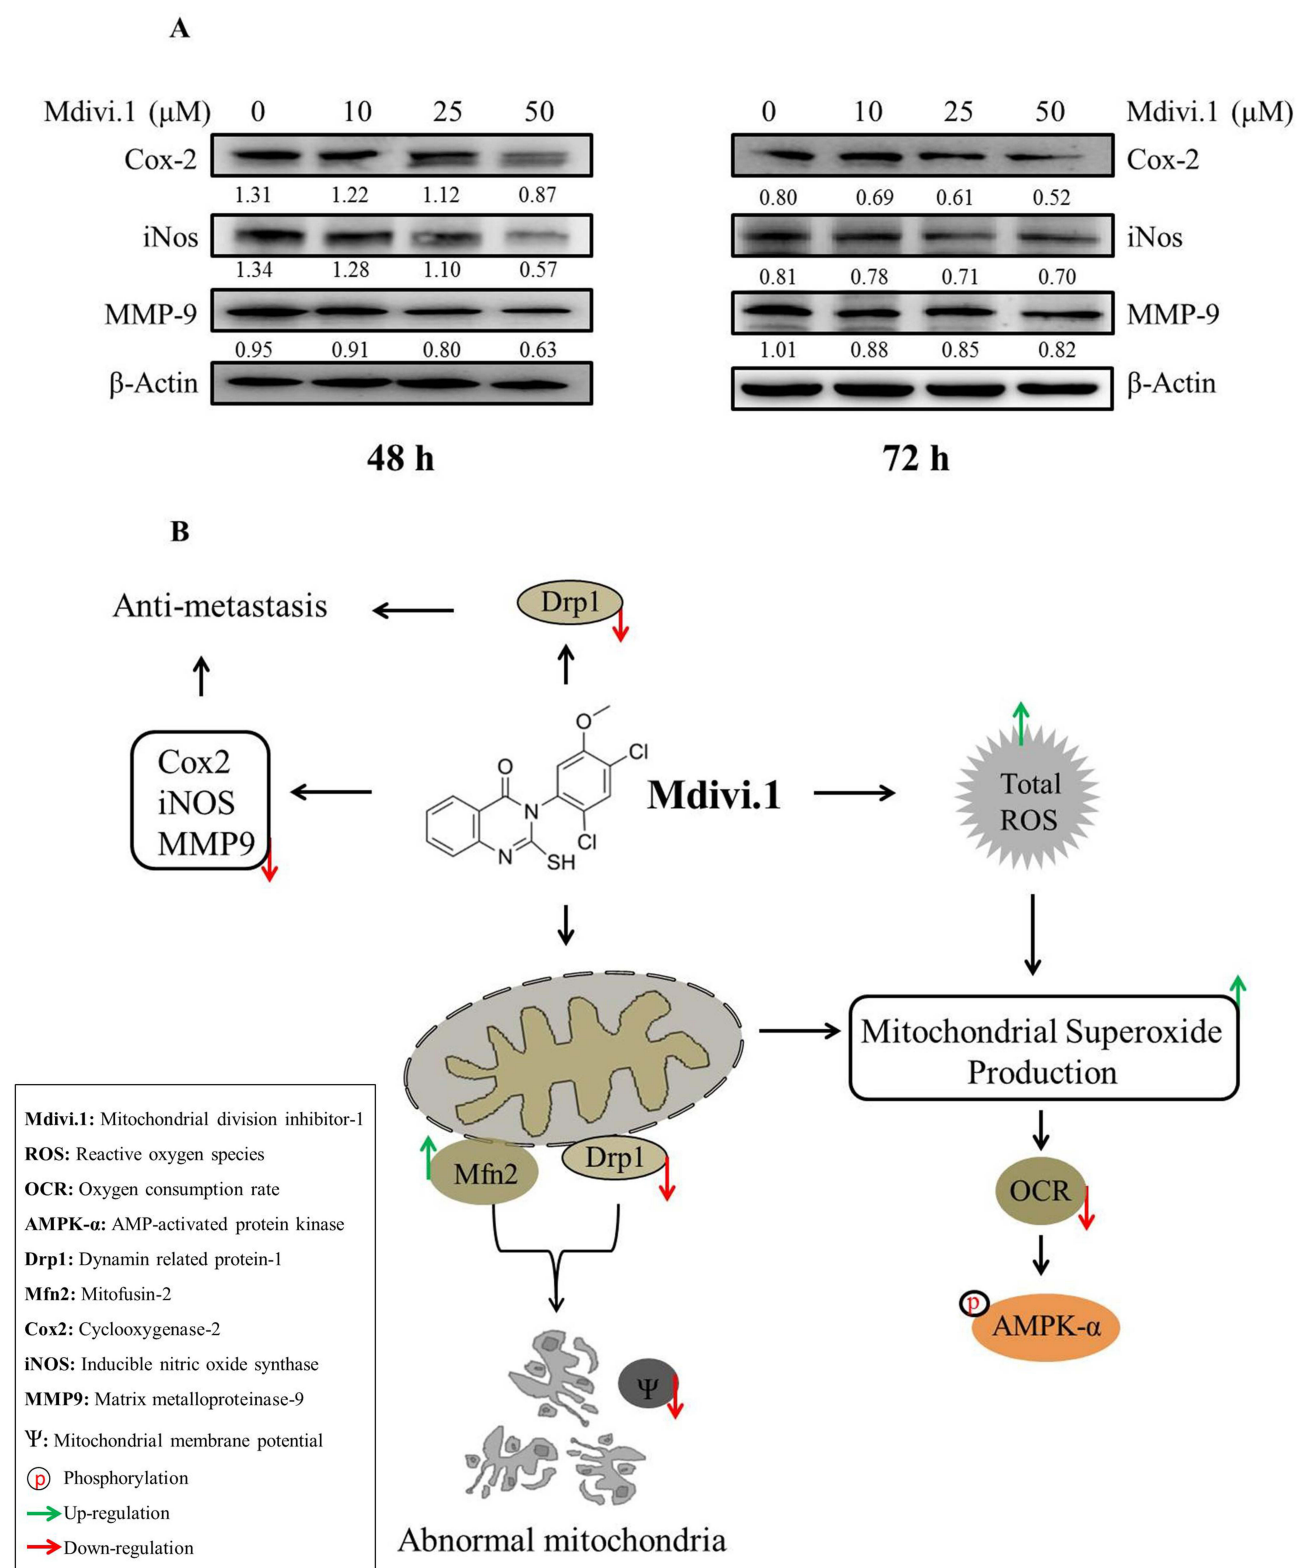 A
Mdivi.1 (μM) 0 10 25 50
Cox-2
1.31 1.22 1.12 0.87
iNos
1.34 1.28 1.10 0.57
MMP-9
0.95 0.91 0.80 0.63
β-Actin
48 h
0 10 25 50 Mdivi.1 (μM)
Cox-2
0.80 0.69 0.61 0.52
iNos
0.81 0.78 0.71 0.70
MMP-9
1.01 0.88 0.85 0.82
β-Actin
72 h
B
Anti-metastasis
Drp1
Cox2
iNOS
MMP9
O
Cl
O
N
Cl
N
SH
Mdivi.1
Total
ROS
Mitochondrial Superoxide
Production
Mfn2
Drp1
OCR
p
AMPK-α
Ψ
Abnormal mitochondria
Mdivi.1: Mitochondrial division inhibitor-1
ROS: Reactive oxygen species
OCR: Oxygen consumption rate
AMPK-α: AMP-activated protein kinase
Drp1: Dynamin related protein-1
Mfn2: Mitofusin-2
Cox2: Cyclooxygenase-2
iNOS: Inducible nitric oxide synthase
MMP9: Matrix metalloproteinase-9
Ψ: Mitochondrial membrane potential
p Phosphorylation
Up-regulation
Down-regulation